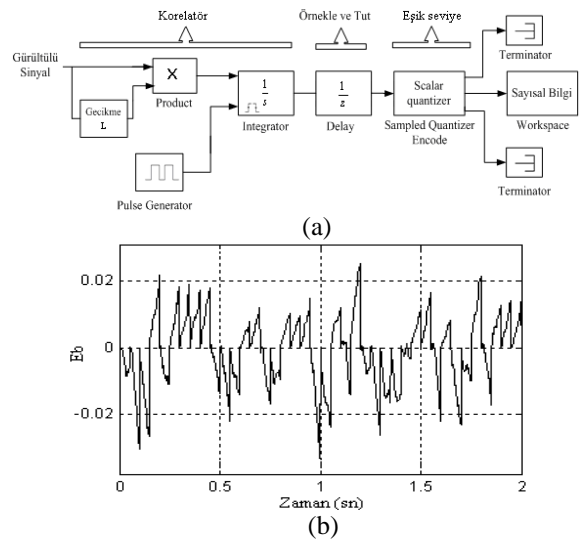 Korelatör
Örnekle ve Tut
Eşik seviye
Gürültülü
Sinyal
X
Product
Gecikme
L
1
s
Integrator
1
z
Delay
Scalar
quantizer
Sampled Quantizer
Encode
Terminator
Sayısal Bilgi
Workspace
Terminator
Pulse Generator
(a)
0.02
0
-0.02
Eb
0
0.5
1
1.5
2
Zaman (sn)
(b)